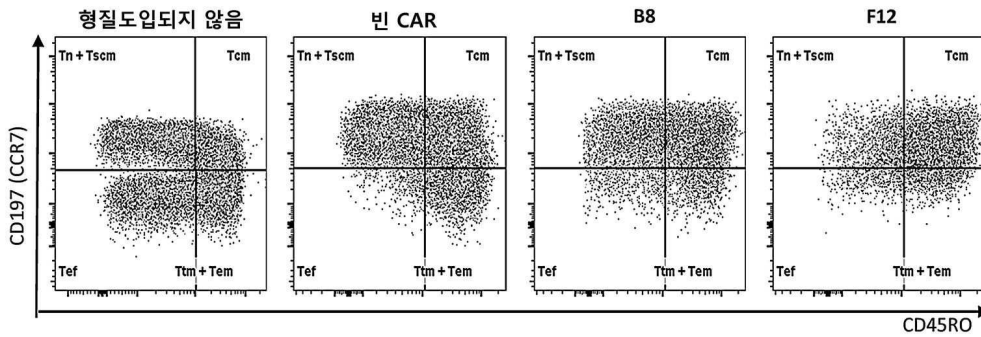 형질도입되지 않음
빈 CAR
B8
F12
Tn + Tscm
Tcm
Tn + Tscm
Tcm
Tn + Tscm
Tcm
Tn + Tscm
Tcm
CD197 (CCR7)
Tef
Ttm + Tem
Tef
Ttm + Tem
Tef
Ttm + Tem
Tef
Ttm + Tem
CD45RO